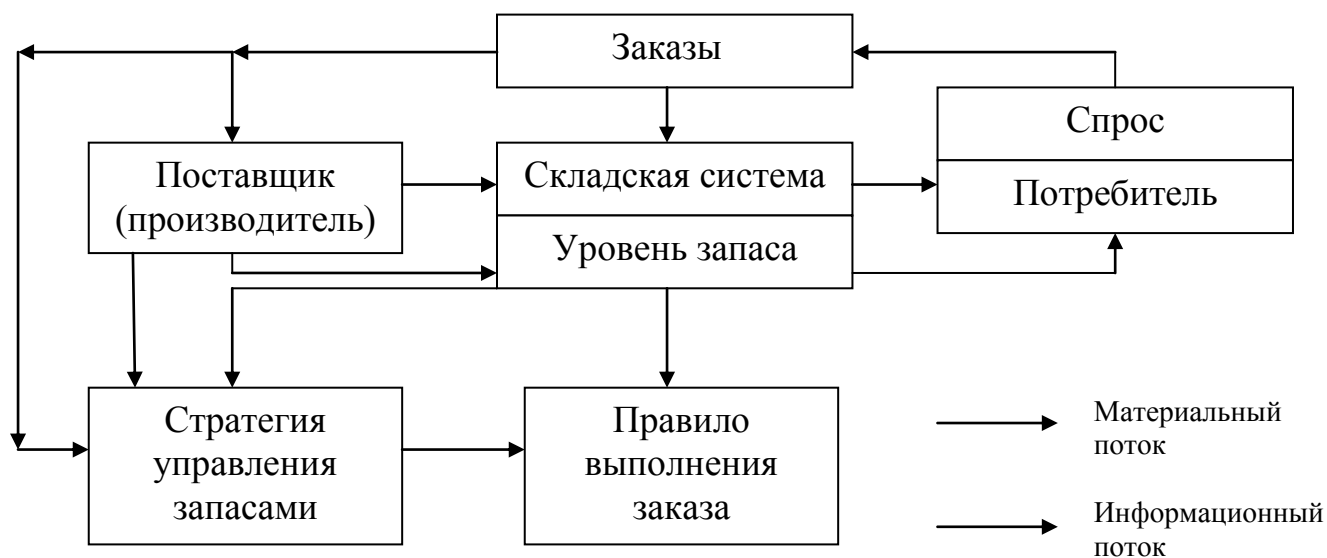 Заказы
Спрос
Потребитель
Поставщик
(производитель)
Складская система
Уровень запаса
Стратегия
управления
запасами
Правило
выполнения
заказа
Материальный
поток
Информационный
поток